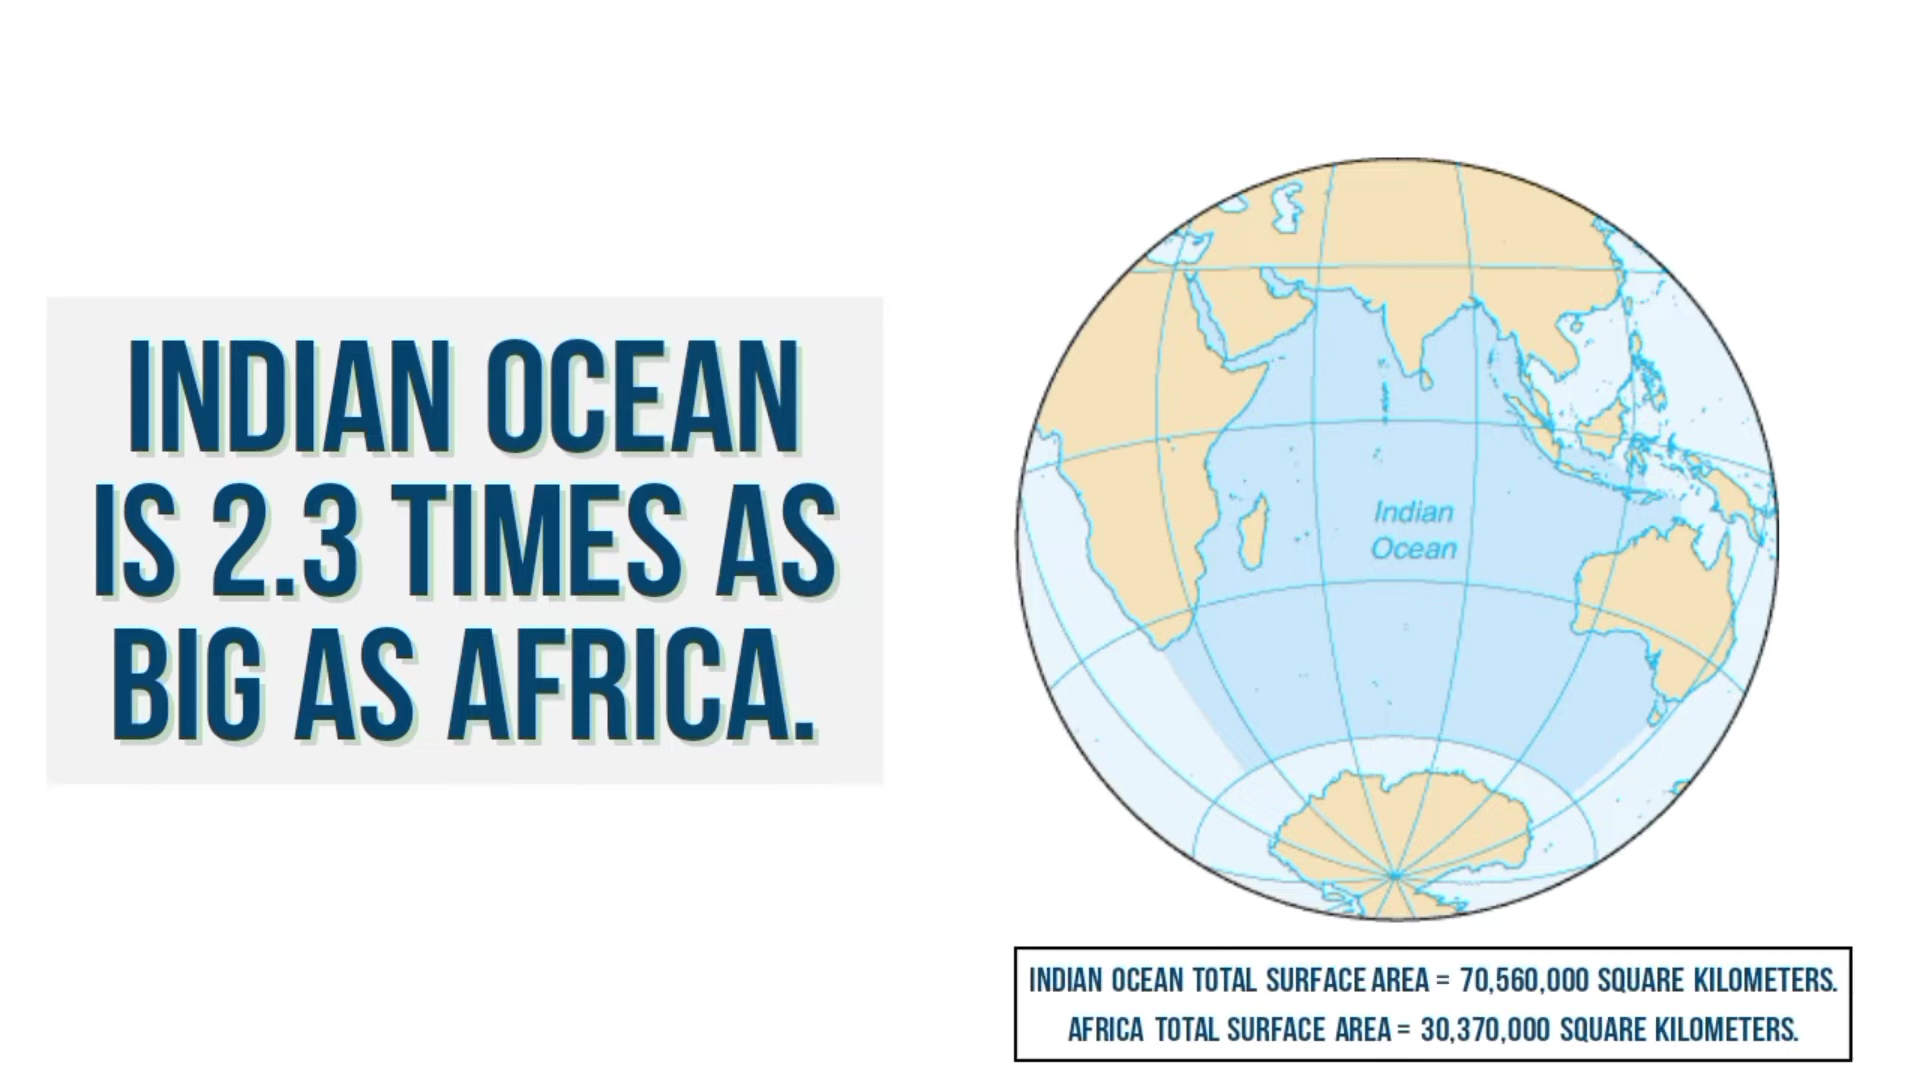 INDIAN OCEAN
IS 2.3 TIMES AS
BIG AS AFRICA.
Indian
Ocean
INDIAN OCEAN TOTAL SURFACE AREA = 70,560,000 SQUARE KILOMETERS.
AFRICA TOTAL SURFACE AREA = 30,370,000 SQUARE KILOMETERS.